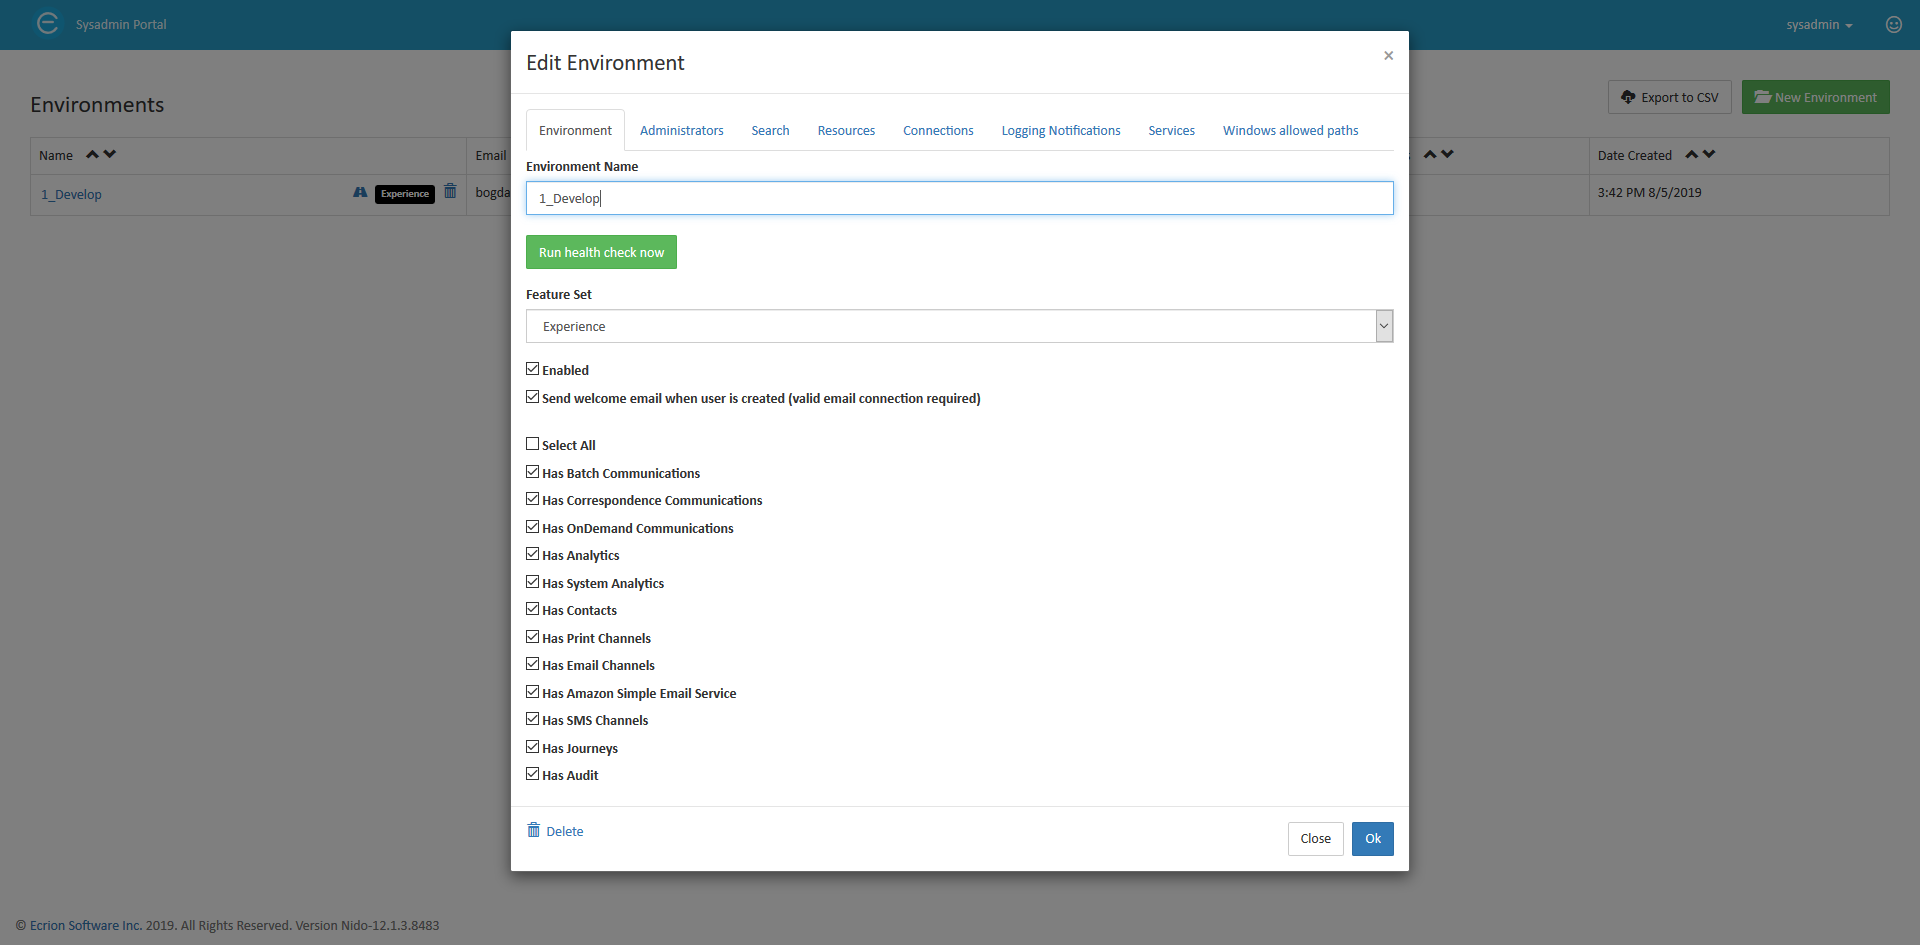 Sysadmin Portal
sysadmin
Edit Environment
×
Environments
Export to CSV
New Environment
Environment Administrators Search Resources Connections Logging Notifications Services Windows allowed paths
Name
Email
Date Created
Environment Name
1_Develop
Experience
bogda
3:42 PM 8/5/2019
1_Develop
Run health check now
Feature Set
Experience
Enabled
Send welcome email when user is created (valid email connection required)
Select All
Has Batch Communications
Has Correspondence Communications
Has OnDemand Communications
Has Analytics
Has System Analytics
Has Contacts
Has Print Channels
Has Email Channels
Has Amazon Simple Email Service
Has SMS Channels
Has Journeys
Has Audit
Delete
Close
Ok
© Ecrion Software Inc. 2019. All Rights Reserved. Version Nido-12.1.3.8483